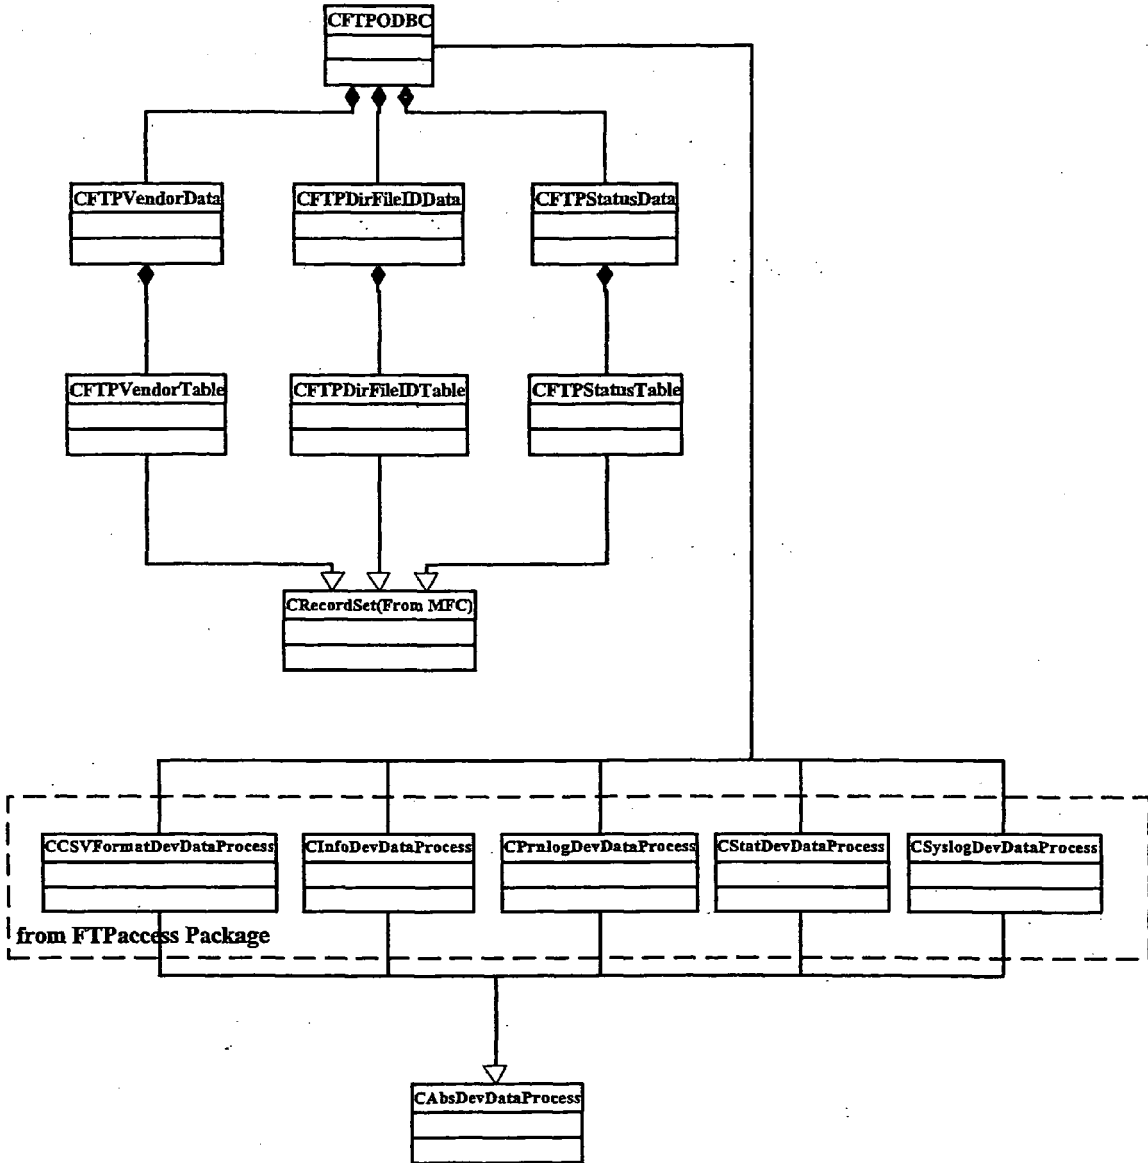 CFTPODBC
CFTPVendorData
CFTPDirFileIDData
CFTPStatusData
CFTPVendorTable
CFTPDirFileIDTable
CFTPStatusTable
CRecordSet(From MFC)
CCSVFormatDevDataProcess
CInfoDevDataProcess
CPrnlogDevDataProcess
CStatDevDataProcess
CSyslogDevDataProcess
from FTPaccess Package
CAbsDevDataProcess